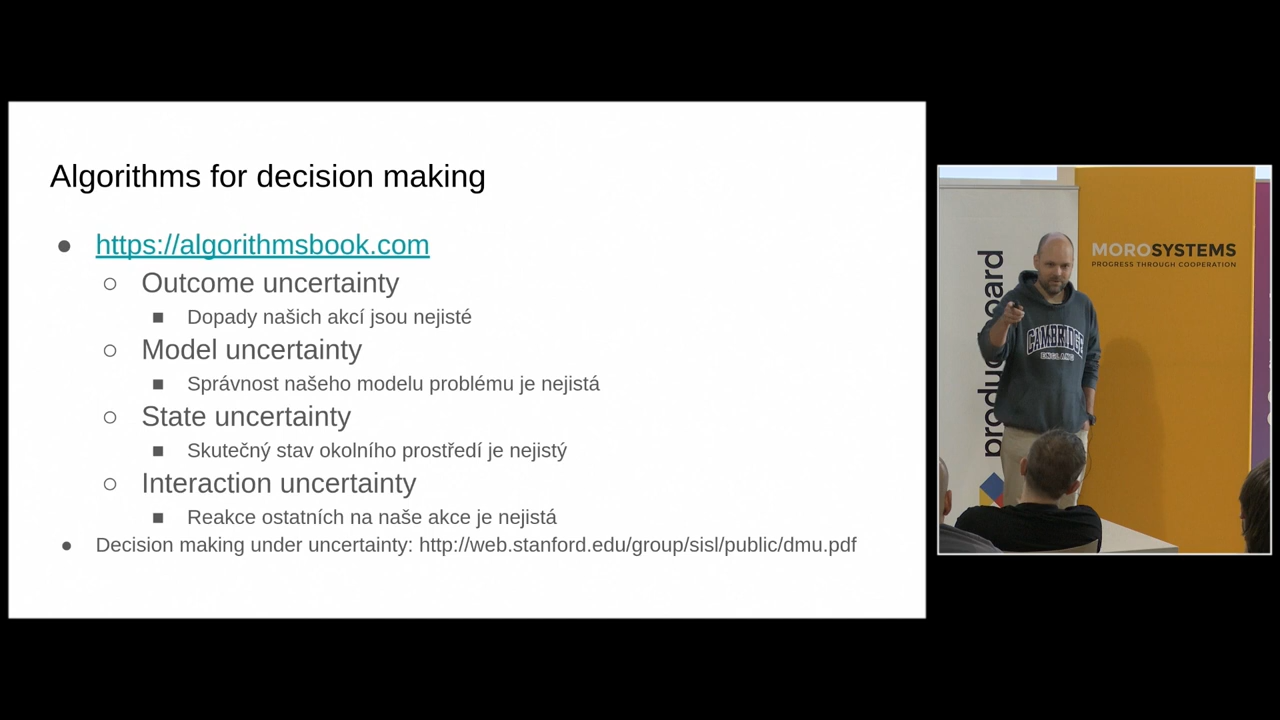 Algorithms for decision making
https://algorithmsbook.com
Outcome uncertainty
Dopady našich akcí jsou nejisté
Model uncertainty
Správnost našeho modelu problému je nejistá
State uncertainty
Skutečný stav okolního prostředí je nejistý
Interaction uncertainty
Reakce ostatních na naše akce je nejistá
Decision making under uncertainty: http://web.stanford.edu/group/sisl/public/dmu.pdf
MOROSYSTEMS
PROGRESS THROUGH COOPERATION
CAMBRIDGE
ENGLAND